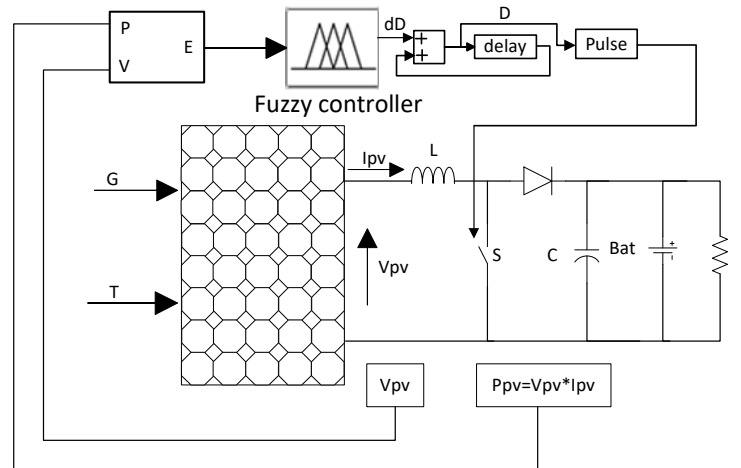 P
V
E
Fuzzy controller
dD
+
+
delay
D
Pulse
G
T
Ipv
L
Vpv
S
C
Bat
+
-
Vpv
Ppv=Vpv*Ipv